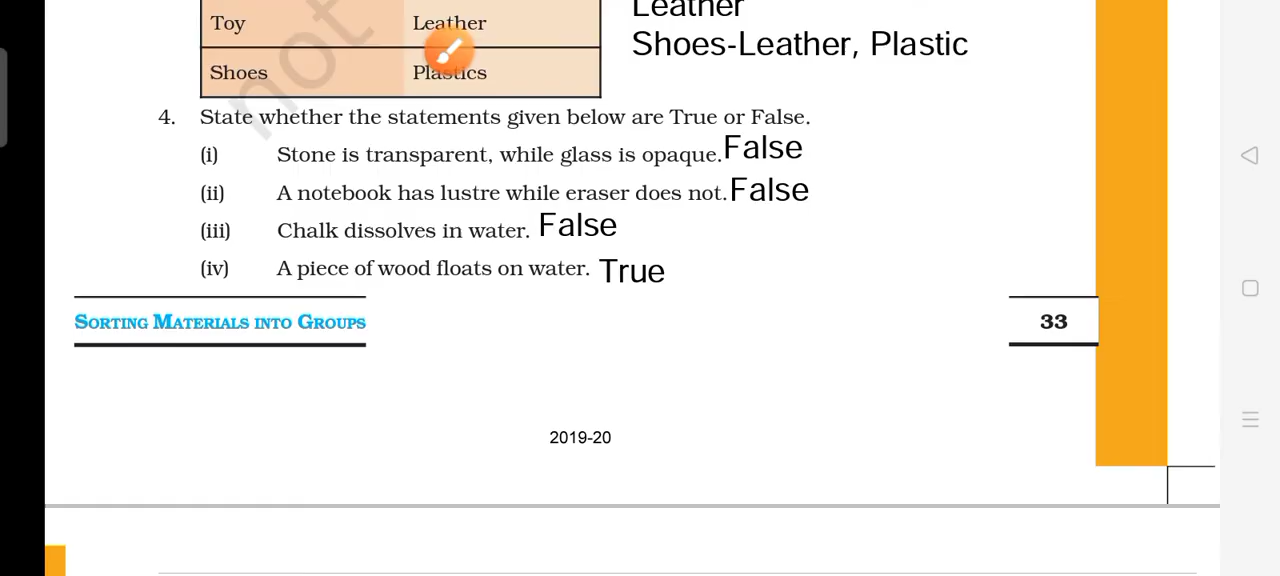 Leather
Toy Leather
Shoes-Leather, Plastic
Shoes Plastics
not
4. State whether the statements given below are True or False.
(i) Stone is transparent, while glass is opaque. False
(ii) A notebook has lustre while eraser does not. False
(iii) Chalk dissolves in water. False
(iv) A piece of wood floats on water. True
SORTING MATERIALS INTO GROUPS 33
2019-20